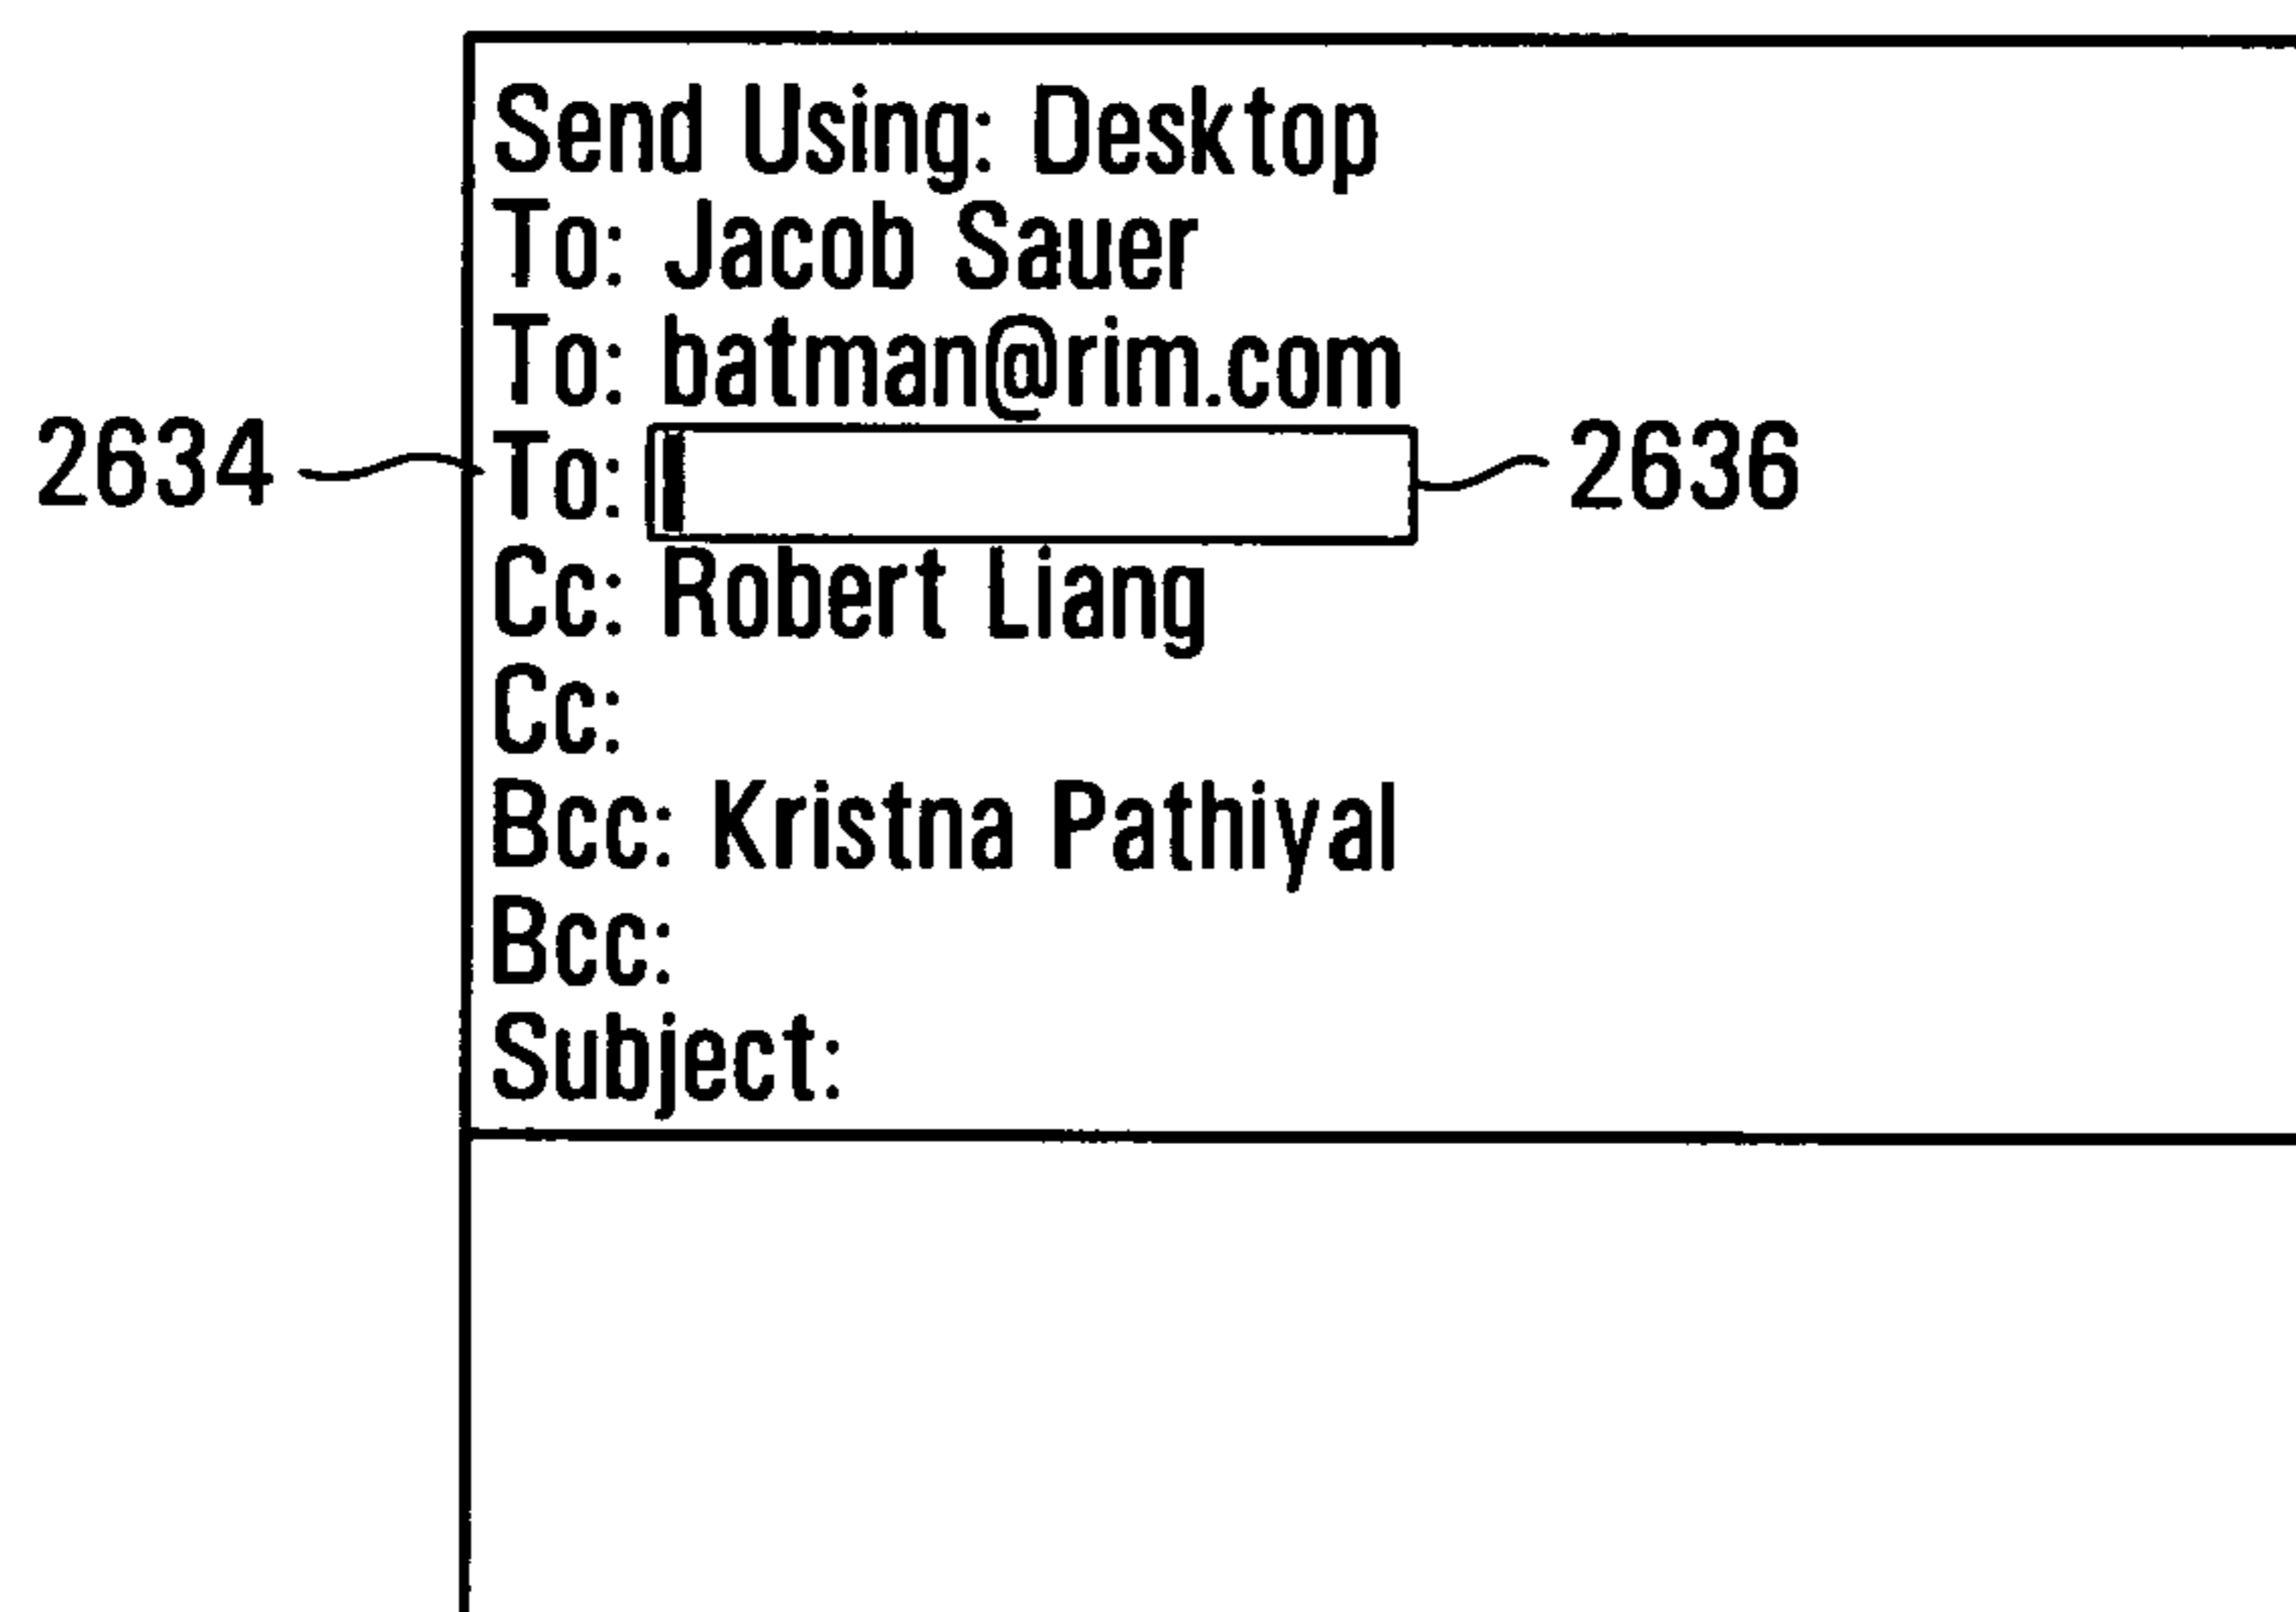 Send Using: Desktop
To: Jacob Sauer
To: batman@rim.com
2634 To: 2636
Cc: Robert Liang
Cc:
Bcc: Kristna Pathiyal
Bcc:
Subject: